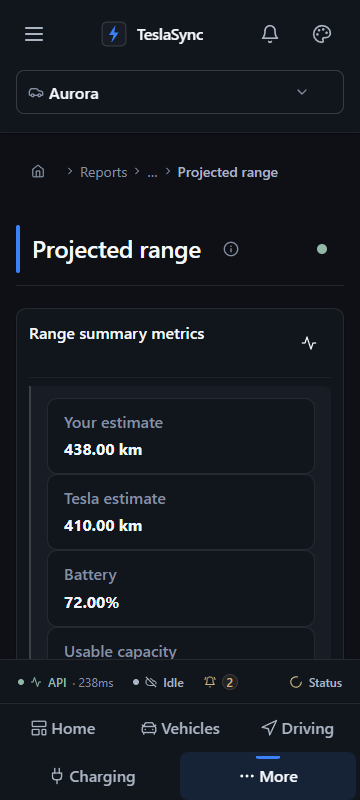 TeslaSync
Aurora
Reports ... Projected range
Projected range
Range summary metrics
Your estimate
438.00 km
Tesla estimate
410.00 km
Battery
72.00%
Usable capacity
API · 238ms Idle 2 Status
Home Vehicles Driving
Charging More